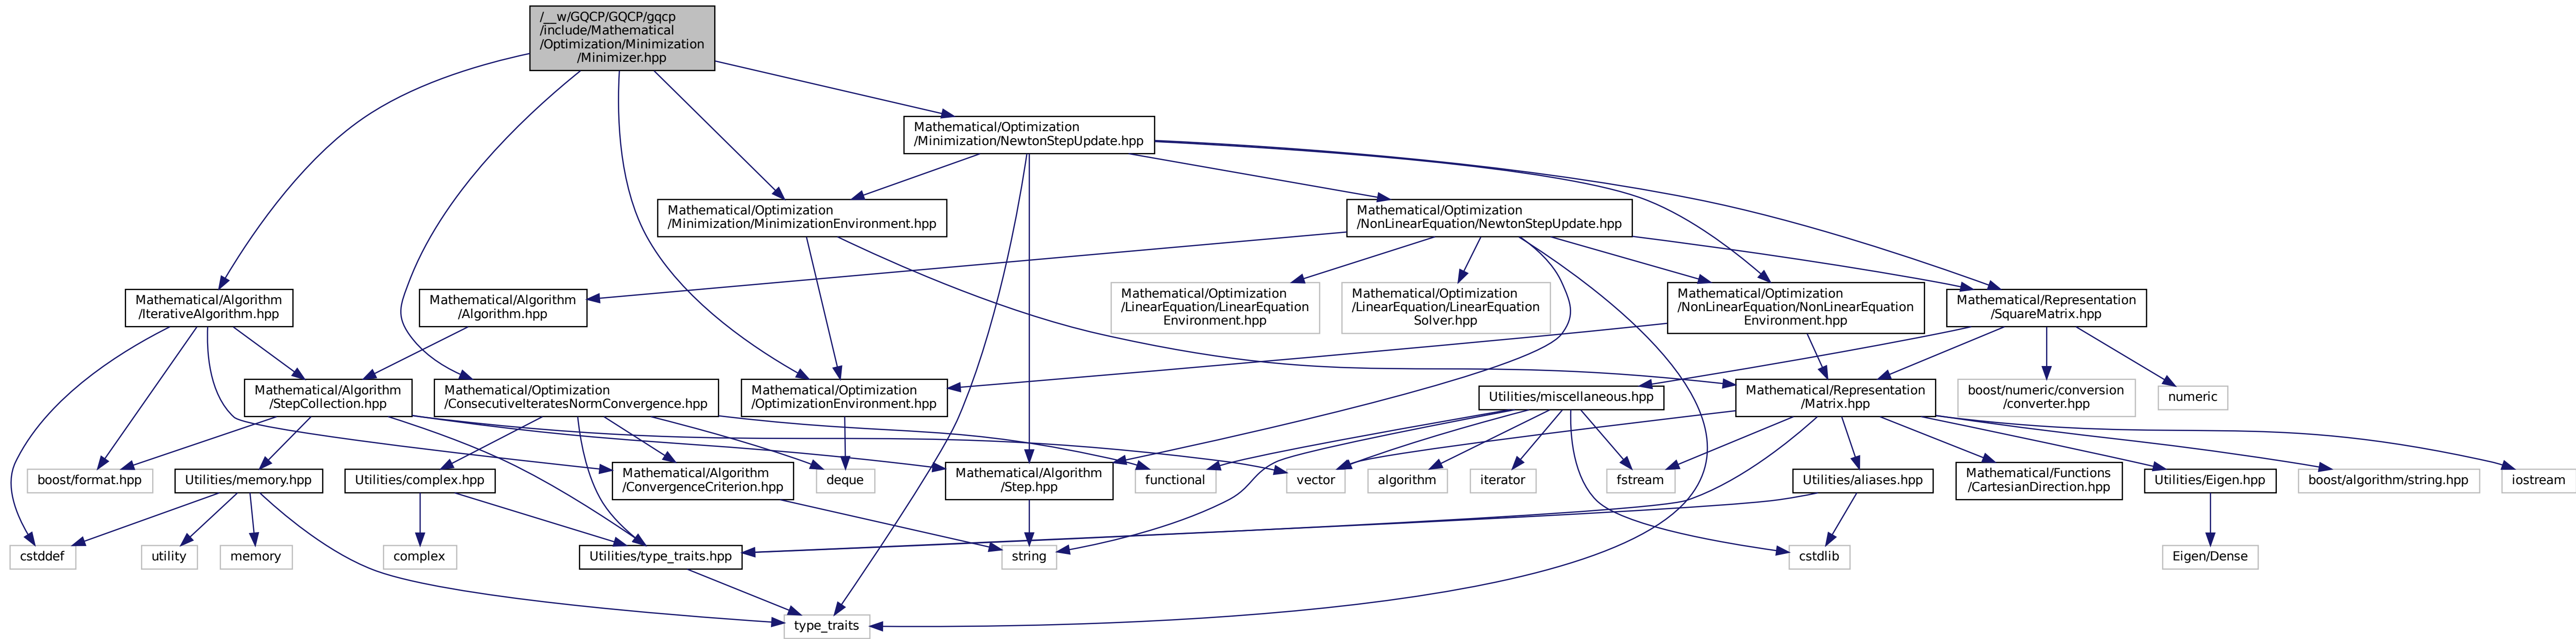 /__w/GQCP/GQCP/gqcp
/include/Mathematical
/Optimization/Minimization
/Minimizer.hpp
Mathematical/Optimization
/Minimization/NewtonStepUpdate.hpp
Mathematical/Optimization
/Minimization/MinimizationEnvironment.hpp
Mathematical/Optimization
/NonLinearEquation/NewtonStepUpdate.hpp
Mathematical/Algorithm
/IterativeAlgorithm.hpp
Mathematical/Algorithm
/Algorithm.hpp
Mathematical/Optimization
/LinearEquation/LinearEquation
Environment.hpp
Mathematical/Optimization
/LinearEquation/LinearEquation
Solver.hpp
Mathematical/Optimization
/NonLinearEquation/NonLinearEquation
Environment.hpp
Mathematical/Representation
/SquareMatrix.hpp
Mathematical/Algorithm
/StepCollection.hpp
Mathematical/Optimization
/ConsecutiveIteratesNormConvergence.hpp
Mathematical/Optimization
/OptimizationEnvironment.hpp
Utilities/miscellaneous.hpp
Mathematical/Representation
/Matrix.hpp
boost/numeric/conversion
/converter.hpp
numeric
boost/format.hpp
Utilities/memory.hpp
Utilities/complex.hpp
Mathematical/Algorithm
/ConvergenceCriterion.hpp
deque
Mathematical/Algorithm
/Step.hpp
functional
vector
algorithm
iterator
fstream
Utilities/aliases.hpp
Mathematical/Functions
/CartesianDirection.hpp
Utilities/Eigen.hpp
boost/algorithm/string.hpp
iostream
cstddef
utility
memory
complex
Utilities/type_traits.hpp
string
cstdlib
Eigen/Dense
type_traits